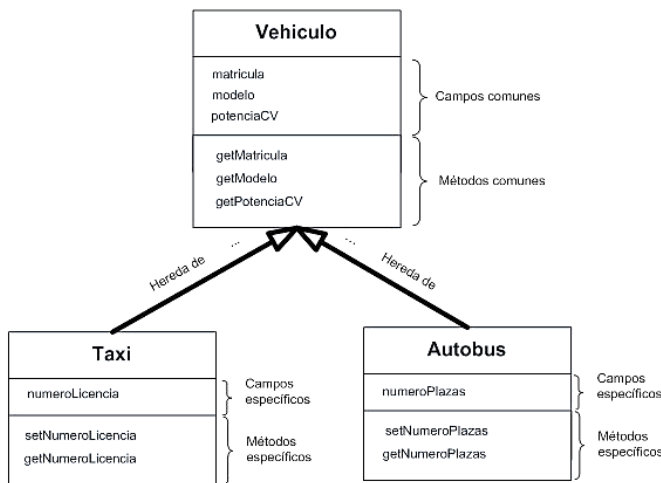 Vehiculo
matricula
modelo
potenciaCV
Campos comunes
getMatricula
getModelo
getPotenciaCV
Métodos comunes
...
...
Hereda de
Hereda de
Taxi
numeroLicencia
Campos
específicos
setNumeroLicencia
getNumeroLicencia
Métodos
específicos
Autobus
numeroPlazas
Campos
específicos
setNumeroPlazas
getNumeroPlazas
Métodos
específicos